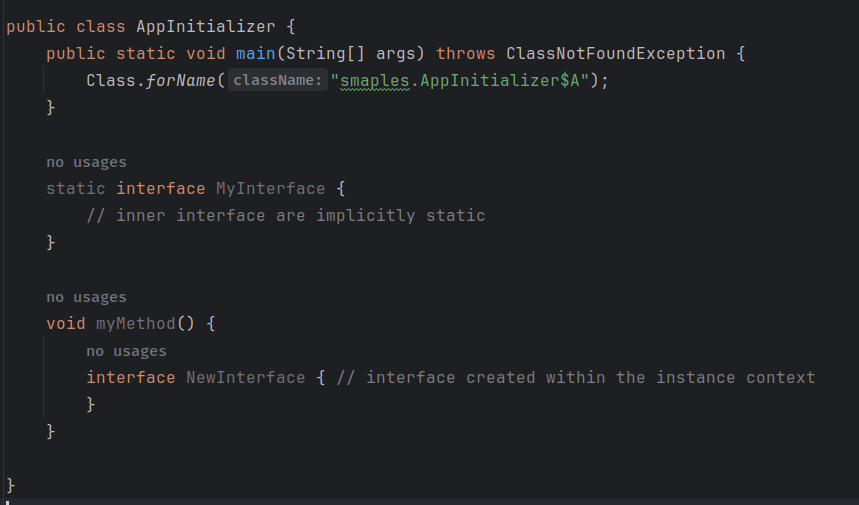 public class AppInitializer {
public static void main(String[] args) throws ClassNotFoundException {
Class.forName( className: "smaples.AppInitializer$A");
}
no usages
static interface MyInterface {
// inner interface are implicitly static
}
no usages
void myMethod() {
no usages
interface NewInterface { // interface created within the instance context
}
}
}